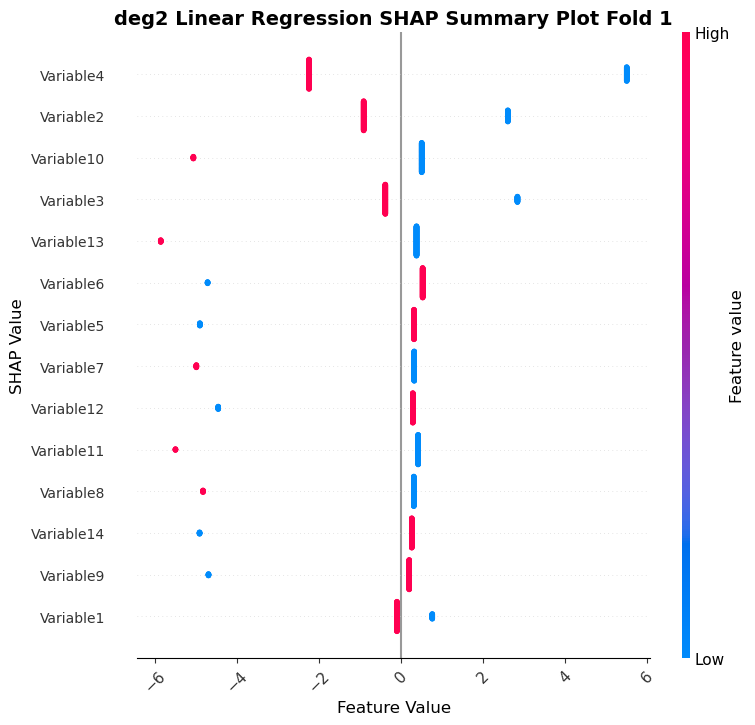 deg2 Linear Regression SHAP Summary Plot Fold 1
High
Variable4
Variable2
Variable10
Variable3
Variable13
Variable6
Variable5
Variable7
Variable12
Variable11
Variable8
Variable14
Variable9
Variable1
SHAP Value
Feature value
Low
−6
−4
−2
0
2
4
6
Feature Value